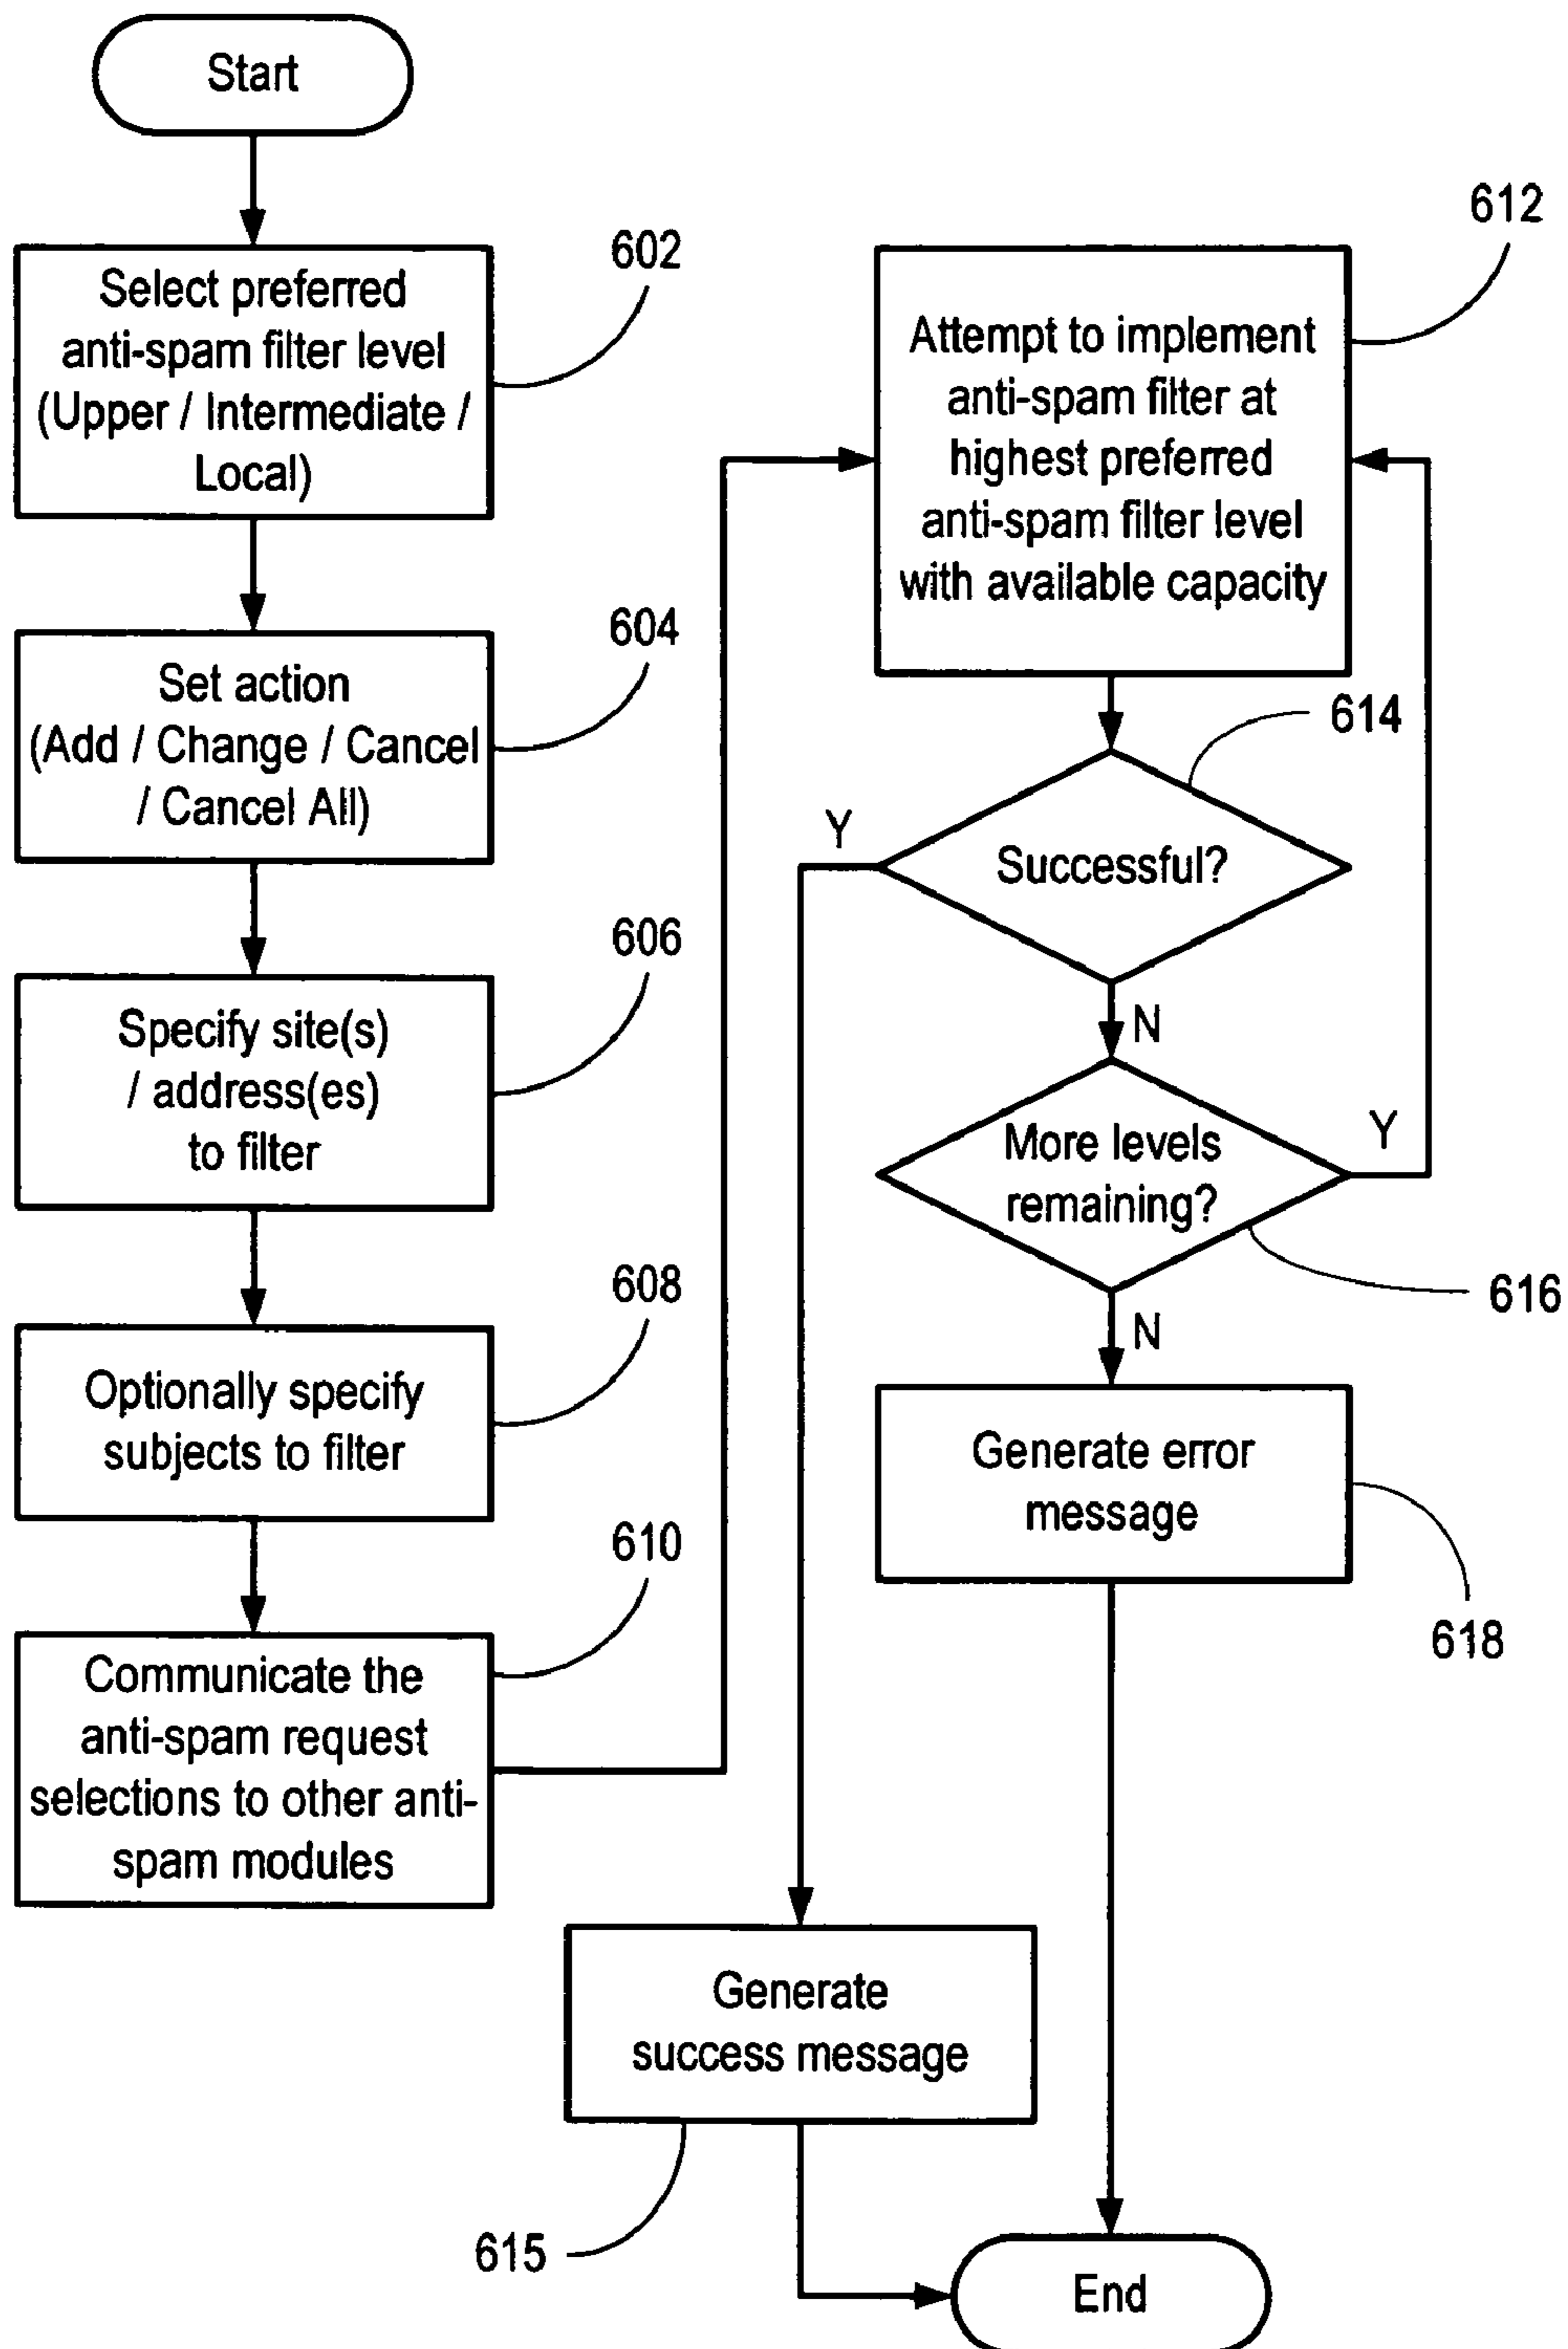 Start
602
Select preferred
anti-spam filter level
(Upper / Intermediate /
Local)
604
Set action
(Add / Change / Cancel
/ Cancel All)
606
Specify site(s)
/ address(es)
to filter
608
Optionally specify
subjects to filter
610
Communicate the
anti-spam request
selections to other anti-
spam modules
612
Attempt to implement
anti-spam filter at
highest preferred
anti-spam filter level
with available capacity
614
Y
Successful?
N
More levels
remaining?
Y
616
N
Generate error
message
618
Generate
success message
615
End